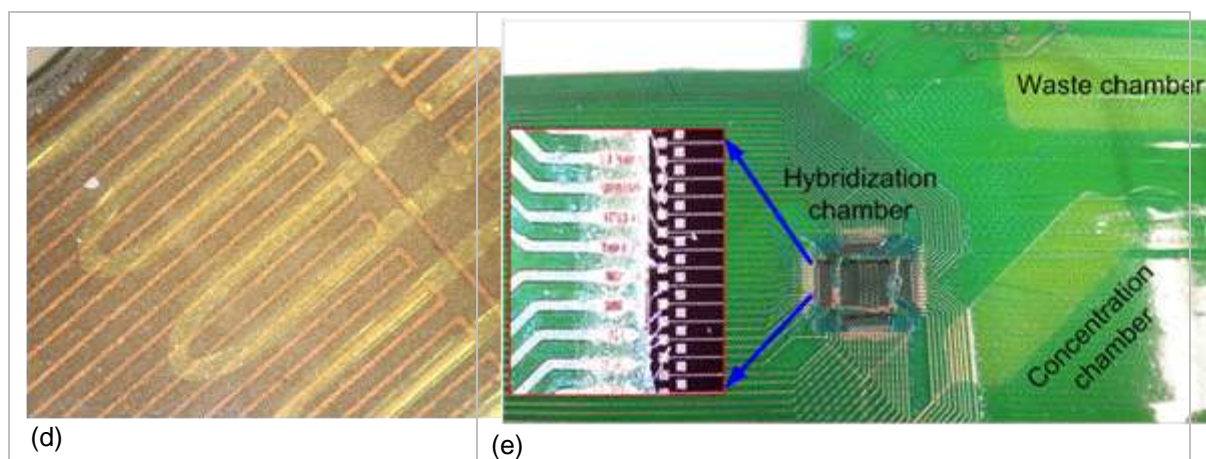 Waste chamber
Hybridization
chamber
Concentration
chamber
(d)
(e)